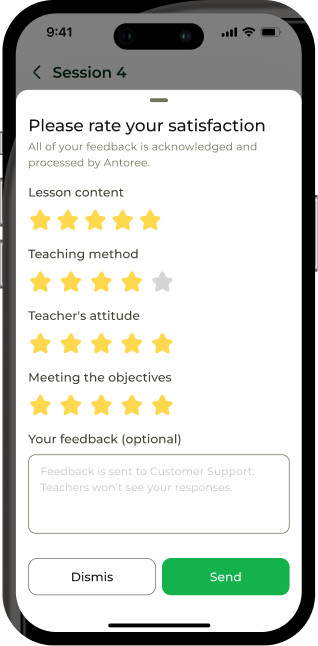 9:41
Session 4
Please rate your satisfaction
All of your feedback is acknowledged and
processed by Antoree.
Lesson content
Teaching method
Teacher's attitude
Meeting the objectives
Your feedback (optional)
Feedback is sent to Customer Support.
Teachers won't see your responses.
Dismis
Send